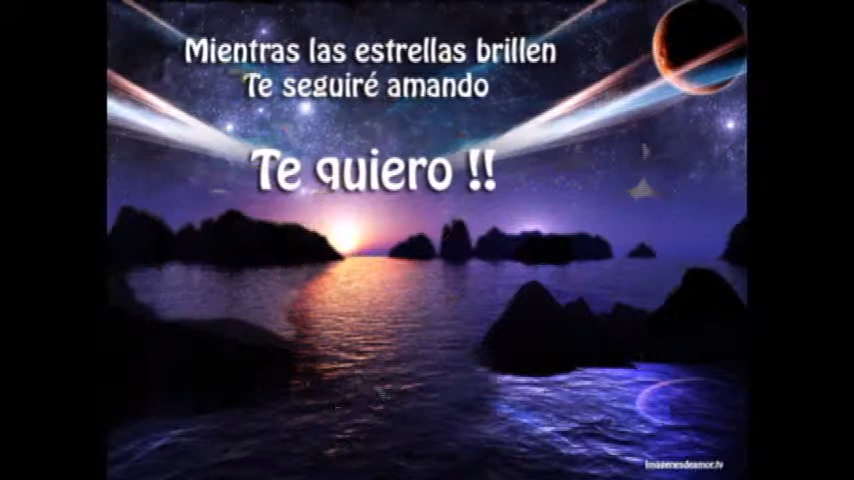 Mientras las estrellas brillen
Te seguiré amando
Te quiero !!
Imagenesdeamor.tv